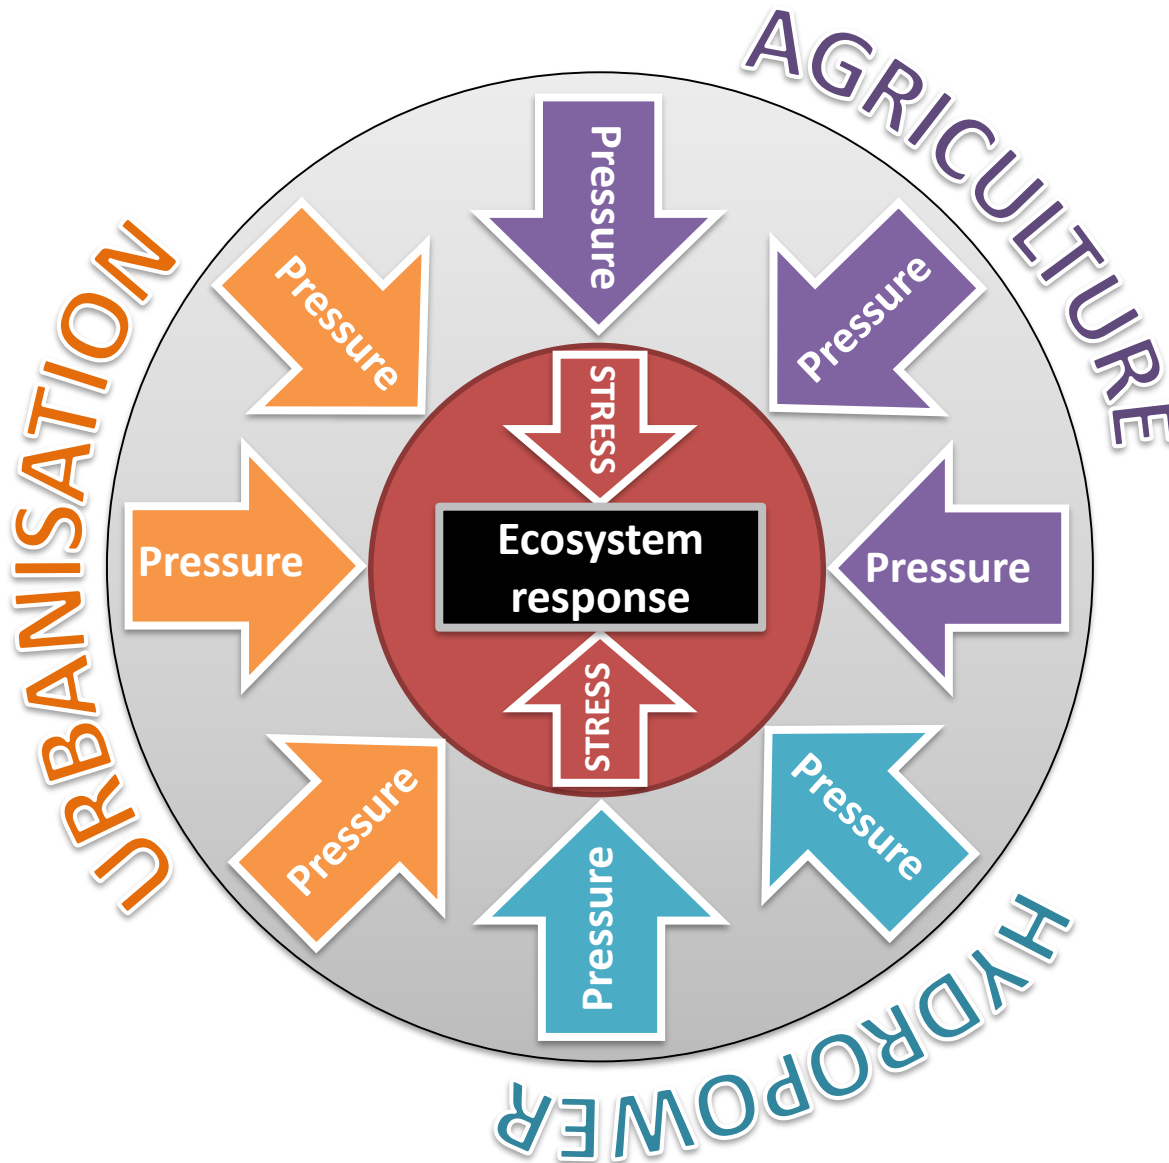 AGRICULTURE
URBANISATION
HYDROPOWER
Pressure
Pressure
Pressure
Pressure
Pressure
Pressure
Pressure
Pressure
STRESS
Ecosystem
response
STRESS